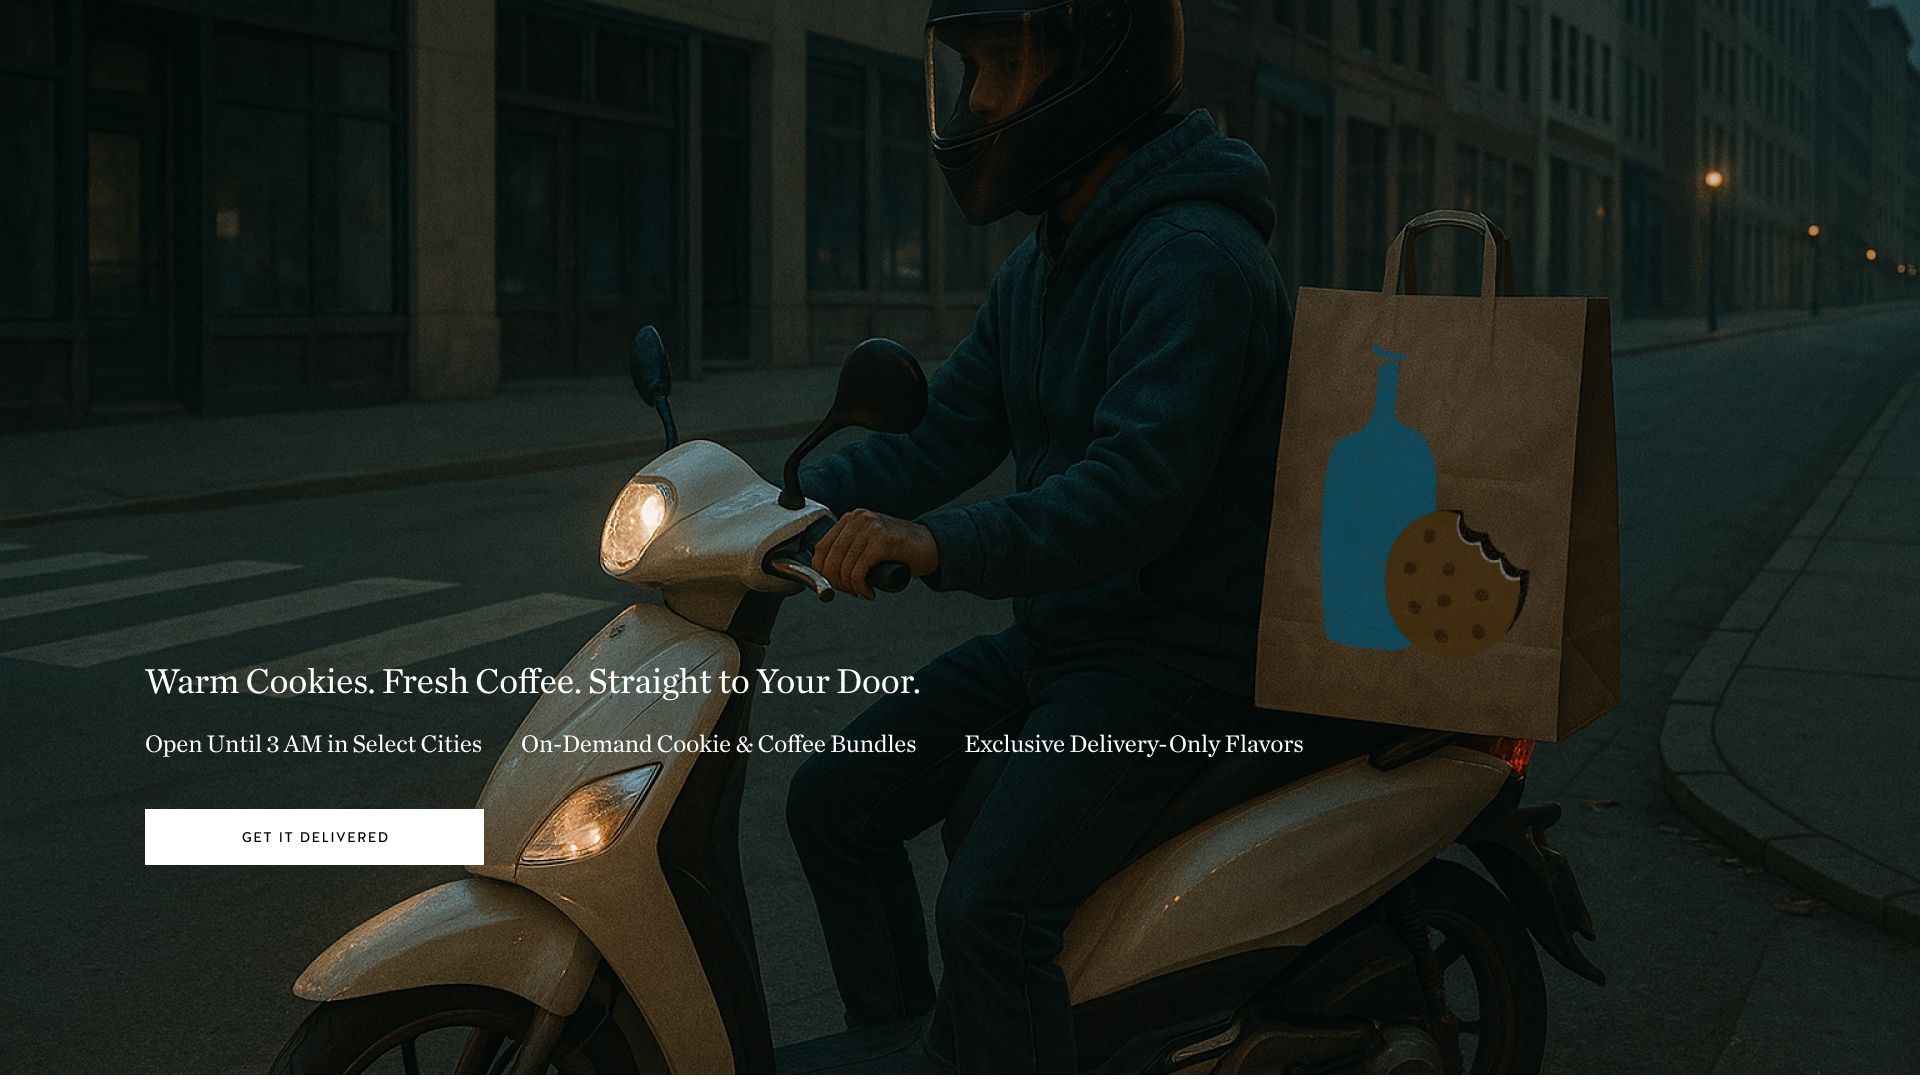 Warm Cookies. Fresh Coffee. Straight to Your Door.
Open Until 3 AM in Select Cities On-Demand Cookie & Coffee Bundles Exclusive Delivery-Only Flavors
GET IT DELIVERED